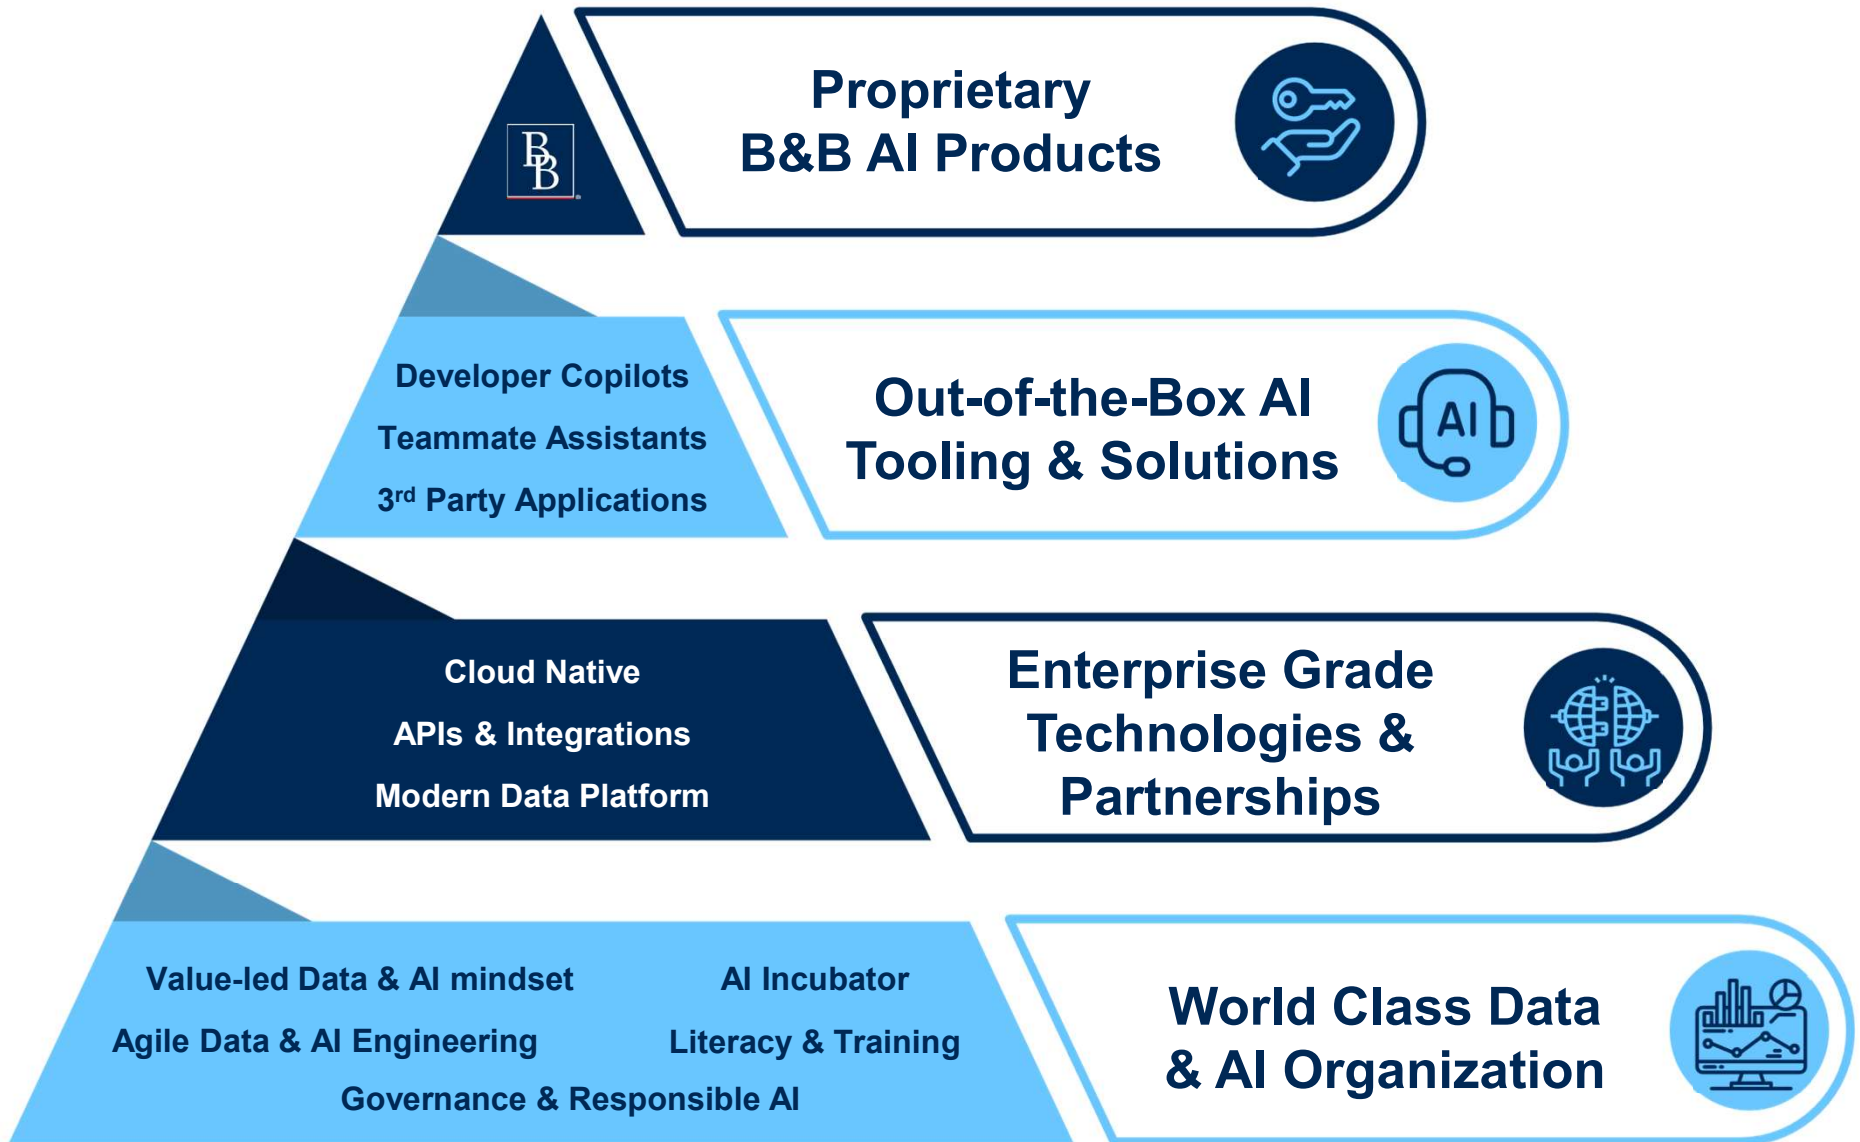 BB
Proprietary
B&B AI Products
Developer Copilots
Teammate Assistants
3rd Party Applications
Out-of-the-Box AI
Tooling & Solutions
AI
Cloud Native
APIs & Integrations
Modern Data Platform
Enterprise Grade
Technologies &
Partnerships
Value-led Data & AI mindset
AI Incubator
Agile Data & AI Engineering
Literacy & Training
Governance & Responsible AI
World Class Data
& AI Organization